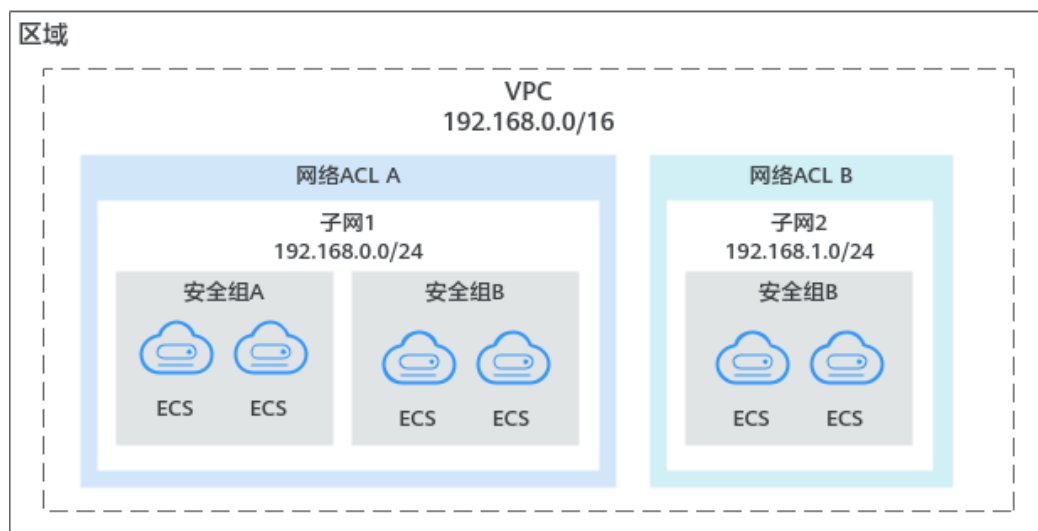 区域
VPC
192.168.0.0/16
网络ACL A
子网1
192.168.0.0/24
安全组A
ECS
ECS
安全组B
ECS
ECS
网络ACL B
子网2
192.168.1.0/24
安全组B
ECS
ECS